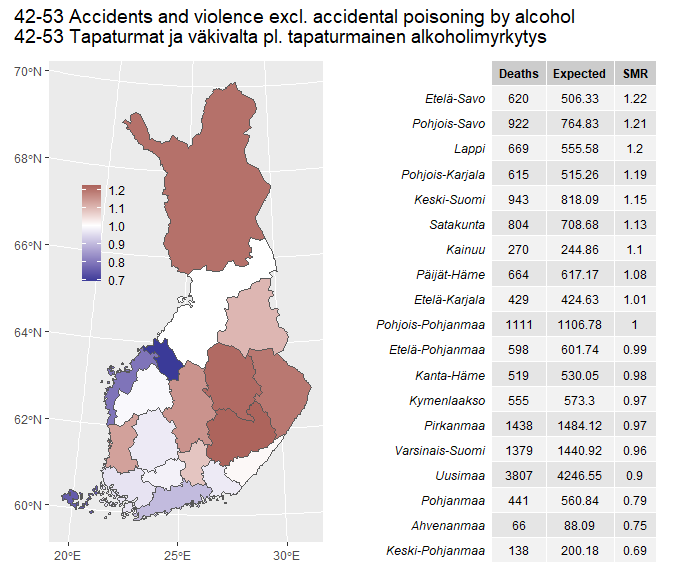 42-53 Accidents and violence excl. accidental poisoning by alcohol
42-53 Tapaturmat ja väkivalta pl. tapaturmainen alkoholimyrkytys
70°N
68°N
66°N
64°N
62°N
60°N
20°E 25°E 30°E
1.2
1.1
1.0
0.9
0.8
0.7
Deaths Expected SMR
Etelä-Savo 620 506.33 1.22
Pohjois-Savo 922 764.83 1.21
Lappi 669 555.58 1.2
Pohjois-Karjala 615 515.26 1.19
Keski-Suomi 943 818.09 1.15
Satakunta 804 708.68 1.13
Kainuu 270 244.86 1.1
Päijät-Häme 664 617.17 1.08
Etelä-Karjala 429 424.63 1.01
Pohjois-Pohjanmaa 1111 1106.78 1
Etelä-Pohjanmaa 598 601.74 0.99
Kanta-Häme 519 530.05 0.98
Kymenlaakso 555 573.3 0.97
Pirkanmaa 1438 1484.12 0.97
Varsinais-Suomi 1379 1440.92 0.96
Uusimaa 3807 4246.55 0.9
Pohjanmaa 441 560.84 0.79
Ahvenanmaa 66 88.09 0.75
Keski-Pohjanmaa 138 200.18 0.69